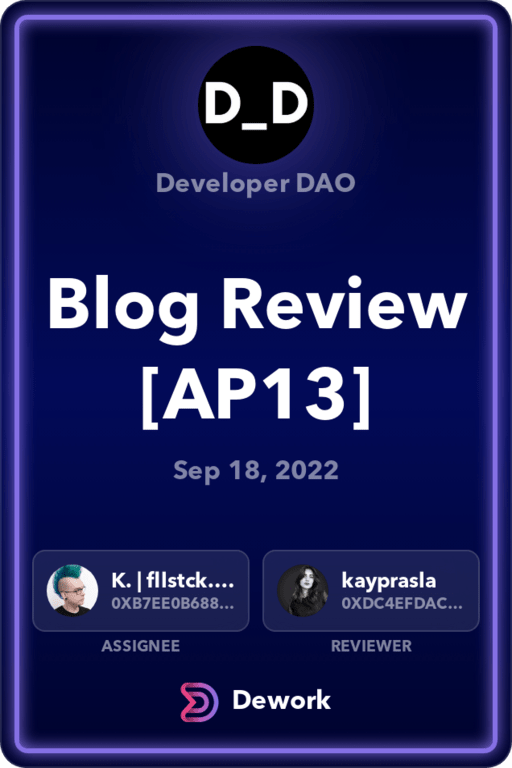 D_D
Developer DAO
Blog Review
[AP13]
Sep 18, 2022
K. | fllstck....
0XB7EE0B688...
ASSIGNEE
kayprasla
0XDC4EFDAC...
REVIEWER
Dework